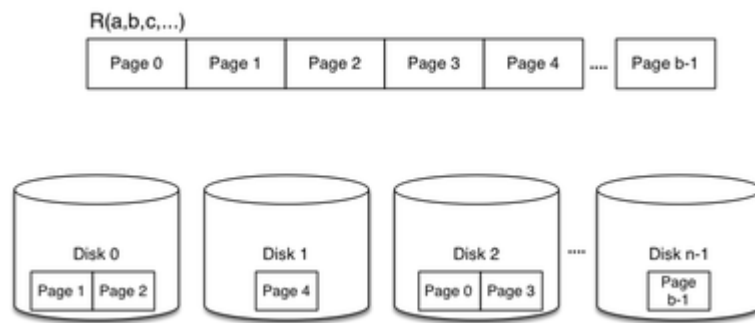 R(a,b,c,...)
Page 0 Page 1 Page 2 Page 3 Page 4 .... Page b-1
Disk 0 Disk 1 Disk 2 .... Disk n-1
Page 1 Page 2 Page 4 Page 0 Page 3 Page
b-1